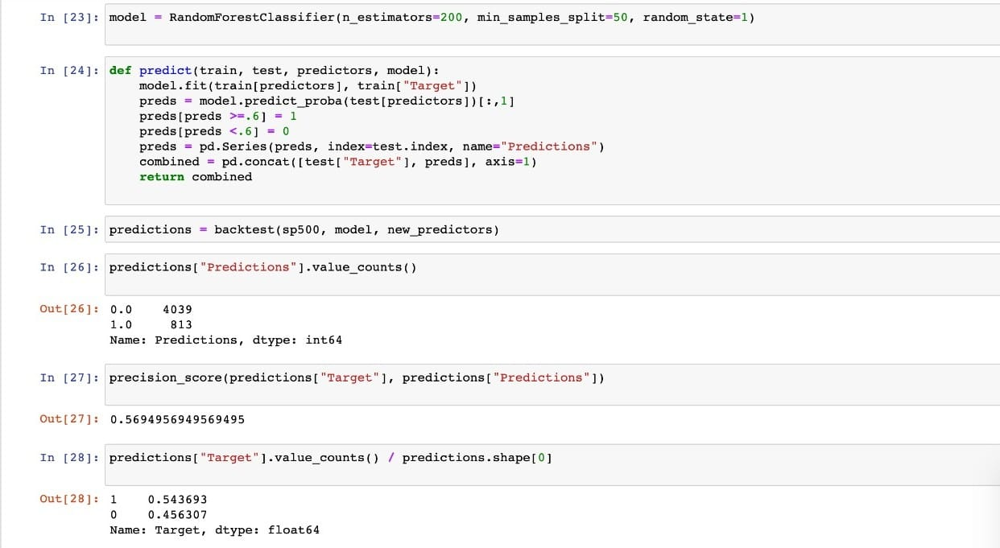 In [23]: model = RandomForestClassifier(n_estimators=200, min_samples_split=50, random_state=1)
In [24]: def predict(train, test, predictors, model):
    model.fit(train[predictors], train["Target"])
    preds = model.predict_proba(test[predictors])[:,1]
    preds[preds >=.6] = 1
    preds[preds <.6] = 0
    preds = pd.Series(preds, index=test.index, name="Predictions")
    combined = pd.concat([test["Target"], preds], axis=1)
    return combined
In [25]: predictions = backtest(sp500, model, new_predictors)
In [26]: predictions["Predictions"].value_counts()
Out[26]: 0.0    4039
1.0     813
Name: Predictions, dtype: int64
In [27]: precision_score(predictions["Target"], predictions["Predictions"])
Out[27]: 0.5694956949569495
In [28]: predictions["Target"].value_counts() / predictions.shape[0]
Out[28]: 1    0.543693
0    0.456307
Name: Target, dtype: float64